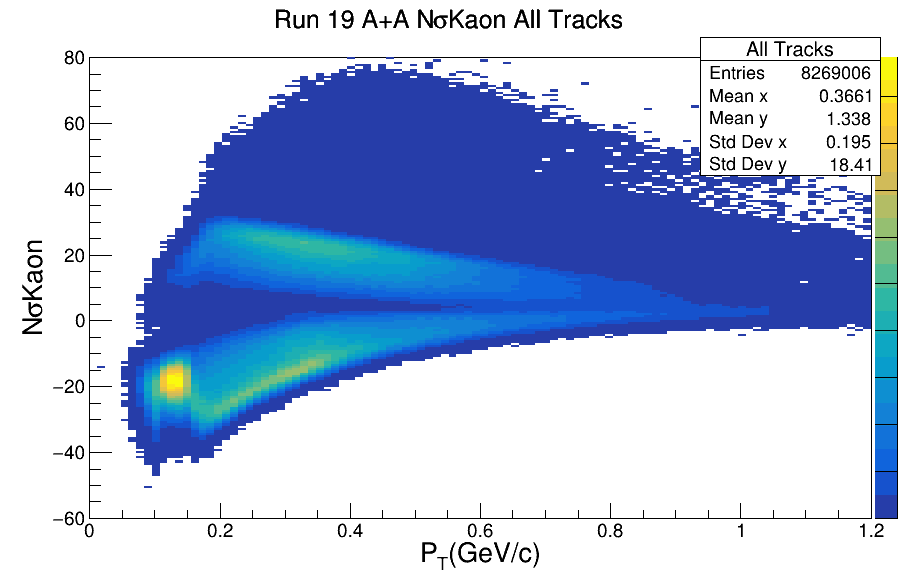 Run 19 A+A NσKaon All Tracks
All Tracks
Entries 8269006
Mean x 0.3661
Mean y 1.338
Std Dev x 0.195
Std Dev y 18.41
NσKaon
80
60
40
20
0
−20
−40
−60
0 0.2 0.4 0.6 0.8 1 1.2
PT(GeV/c)